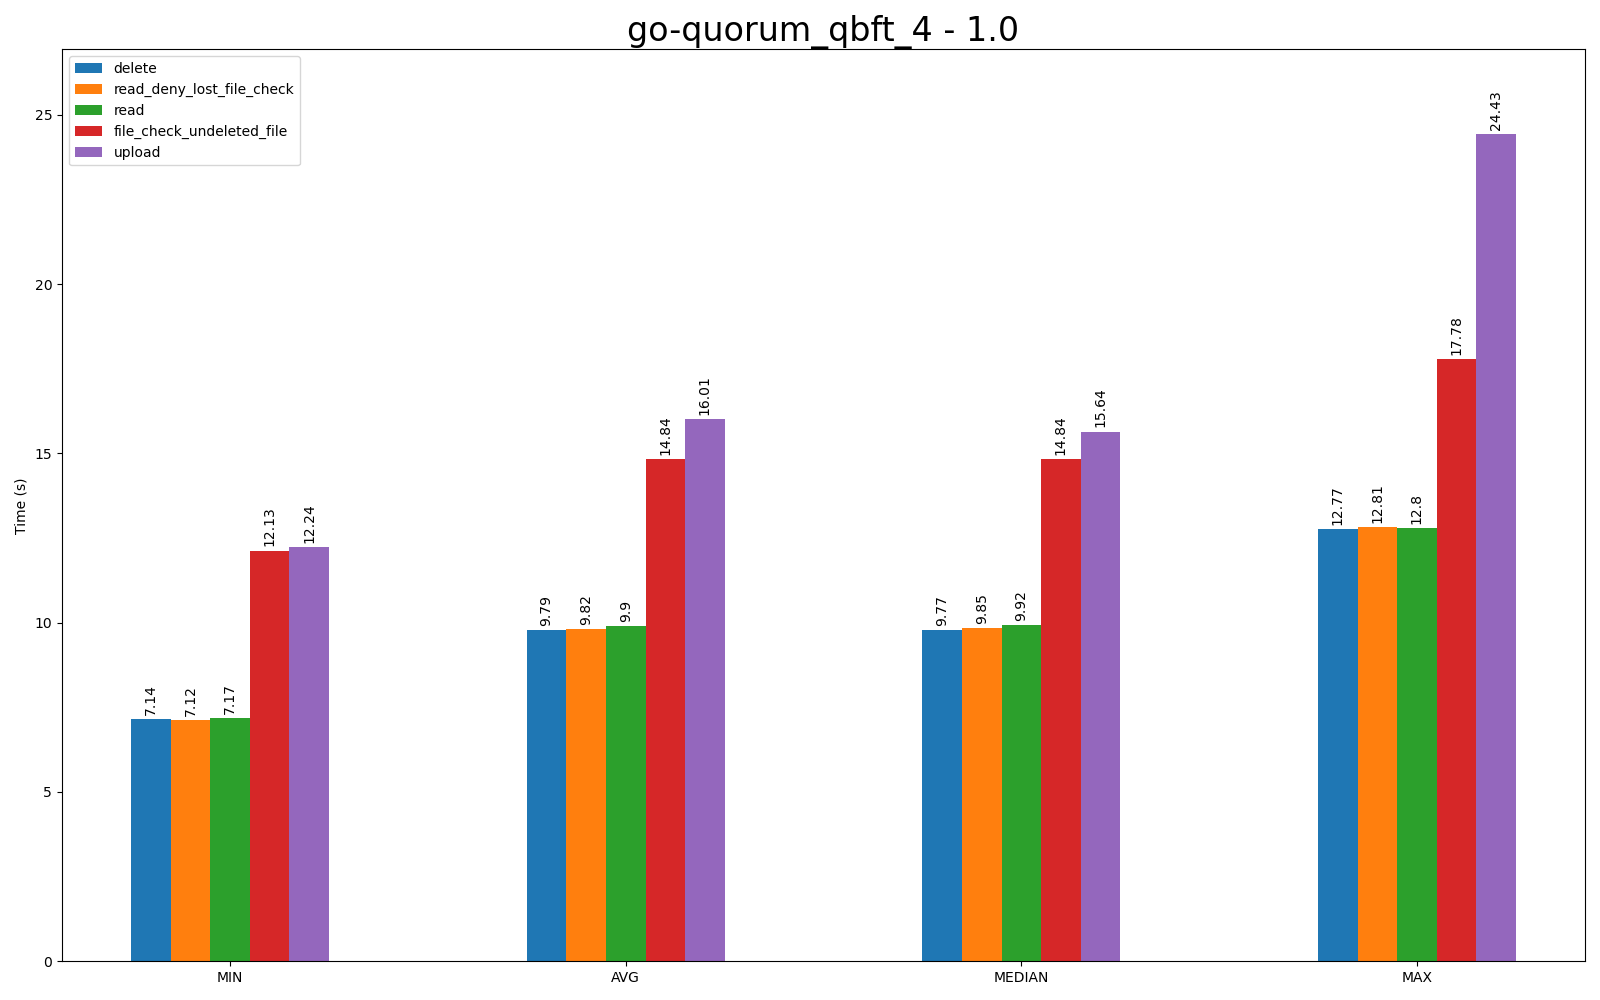 go-quorum_qbft_4 - 1.0
delete
read_deny_lost_file_check
read
file_check_undeleted_file
upload
Time (s)
25
20
15
10
5
0
7.14
7.12
7.17
12.13
12.24
9.79
9.82
9.9
14.84
16.01
9.77
9.85
9.92
14.84
15.64
12.77
12.81
12.8
17.78
24.43
MIN
AVG
MEDIAN
MAX